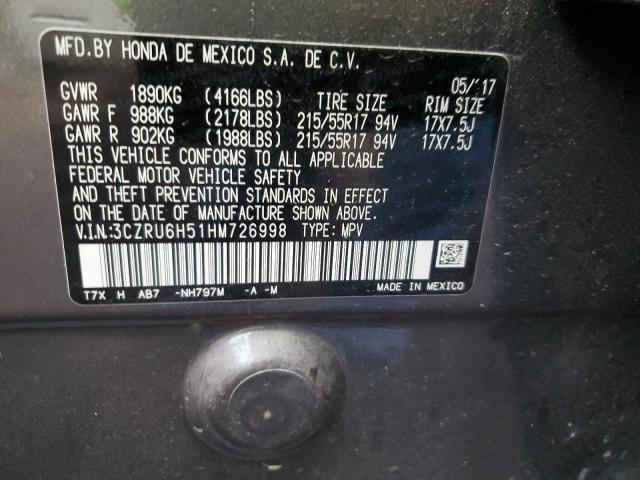 MFD. BY HONDA DE MEXICO S.A. DE C.V.
05/'17
GVWR 1890KG (4166LBS) TIRE SIZE RIM SIZE
GAWR F 988KG (2178LBS) 215/55R17 94V 17X7.5J
GAWR R 902KG (1988LBS) 215/55R17 94V 17X7.5J
THIS VEHICLE CONFORMS TO ALL APPLICABLE
FEDERAL MOTOR VEHICLE SAFETY
AND THEFT PREVENTION STANDARDS IN EFFECT
ON THE DATE OF MANUFACTURE SHOWN ABOVE.
V.I.N:3CZRU6H51HM726998 TYPE: MPV
T7X H AB7 -NH797M -A -M MADE IN MEXICO